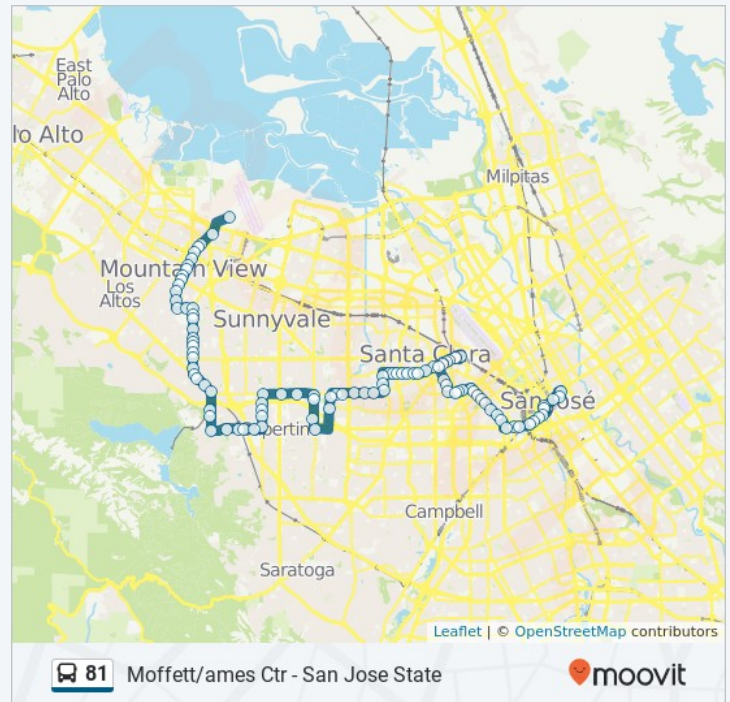 East
Palo
Alto
lo Alto
Milpitas
Mountain View
Los
Altos
Sunnyvale
Santa Clara
San José
pertin
Campbell
Saratoga
Leaflet | © OpenStreetMap contributors
81 Moffett/ames Ctr - San Jose State
moovit